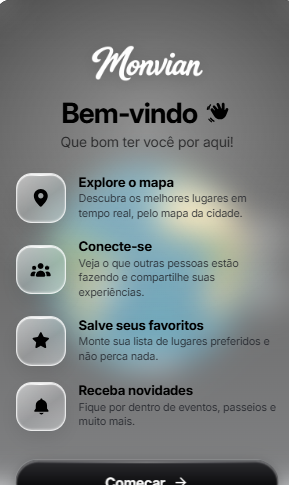 Monvian
Bem-vindo
Que bom ter você por aqui!
Explore o mapa
Descubra os melhores lugares em
tempo real, pelo mapa da cidade.
Conecte-se
Veja o que outras pessoas estão
fazendo e compartilhe suas
experiências.
Salve seus favoritos
Monte sua lista de lugares preferidos e
não perca nada.
Receba novidades
Fique por dentro de eventos, passeios e
muito mais.
Começar →